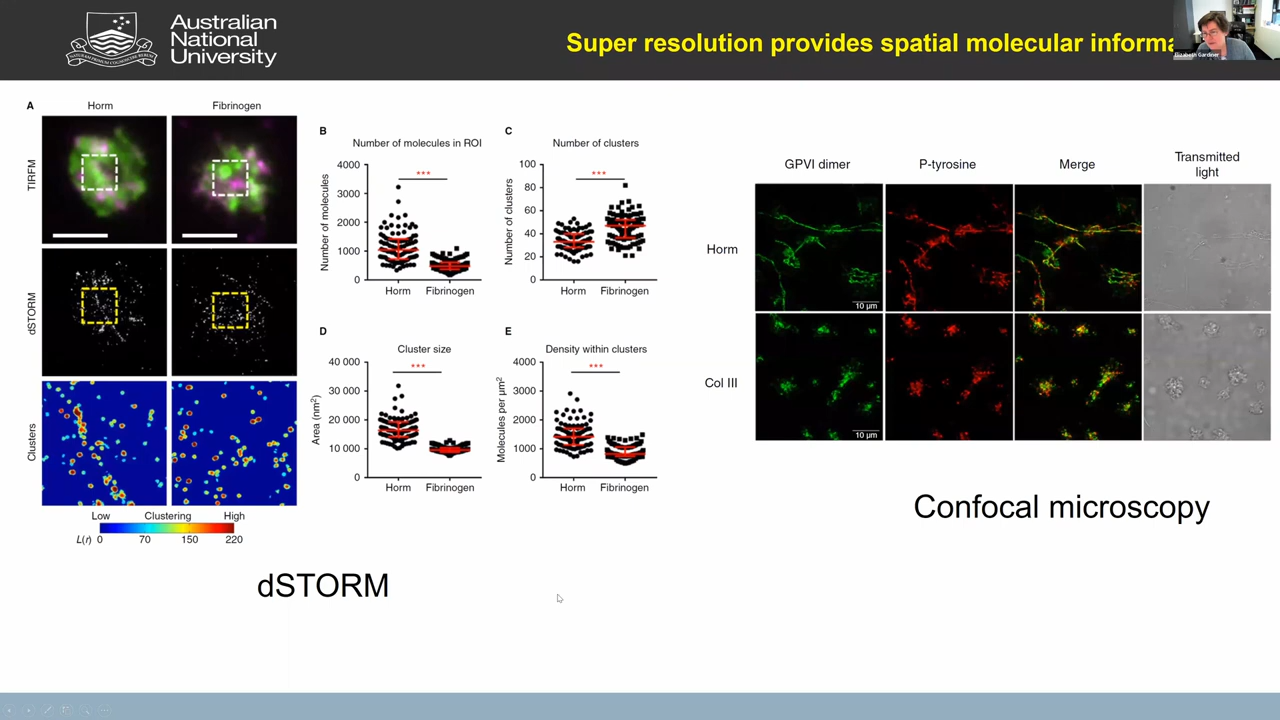 Australian
National
University
Super resolution provides spatial molecular informa
Elizabeth Gardiner
A
Horm
Fibrinogen
TIRFM
dSTORM
Clusters
Low
Clustering
High
L(r)
0
70
150
220
dSTORM
B
Number of molecules in ROI
Number of molecules
4000
3000
2000
1000
0
***
Horm
Fibrinogen
C
Number of clusters
Number of clusters
100
80
60
40
20
0
***
Horm
Fibrinogen
D
Cluster size
Area (nm²)
40 000
30 000
20 000
10 000
0
***
Horm
Fibrinogen
E
Density within clusters
Molecules per μm²
4000
3000
2000
1000
0
***
Horm
Fibrinogen
GPVI dimer
P-tyrosine
Merge
Transmitted
light
Horm
10 μm
Col III
10 μm
Confocal microscopy